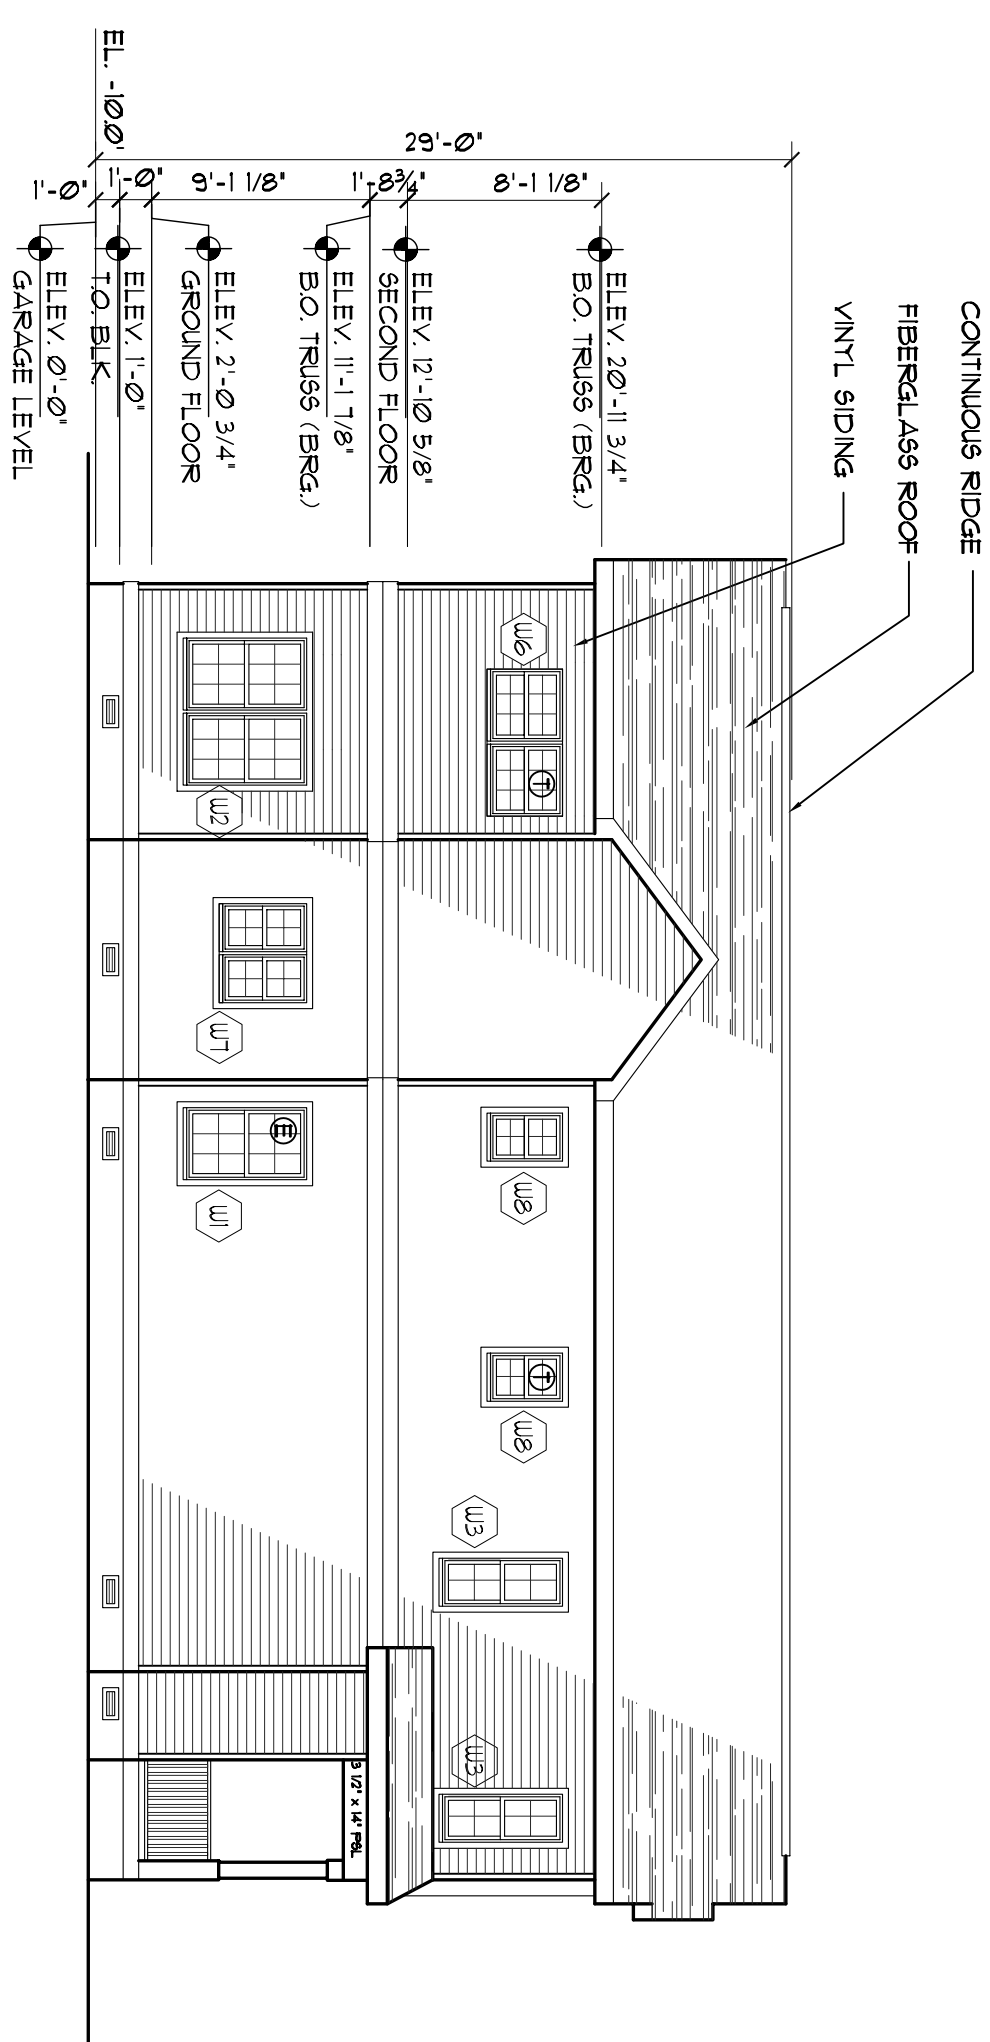 CONTINUOUS RIDGE
FIBERGLASS ROOF
VINYL SIDING
ELEV. 20'-11 3/4"
B.O. TRUSS (BRG.)
ELEV. 12'-10 5/8"
SECOND FLOOR
ELEV. 11'-1 7/8"
B.O. TRUSS (BRG.)
ELEV. 2'-0 3/4"
GROUND FLOOR
ELEV. 1'-0"
T.O. BLK.
ELEV. 0'-0"
GARAGE LEVEL
EL. -10.0'
29'-0"
8'-1 1/8"
1'-8 3/4"
9'-1 1/8"
1'-0"
1'-0"
W6
T
W2
W7
W8
E
W1
T
W8
W3
W3
3 1/2" x 14" PSL